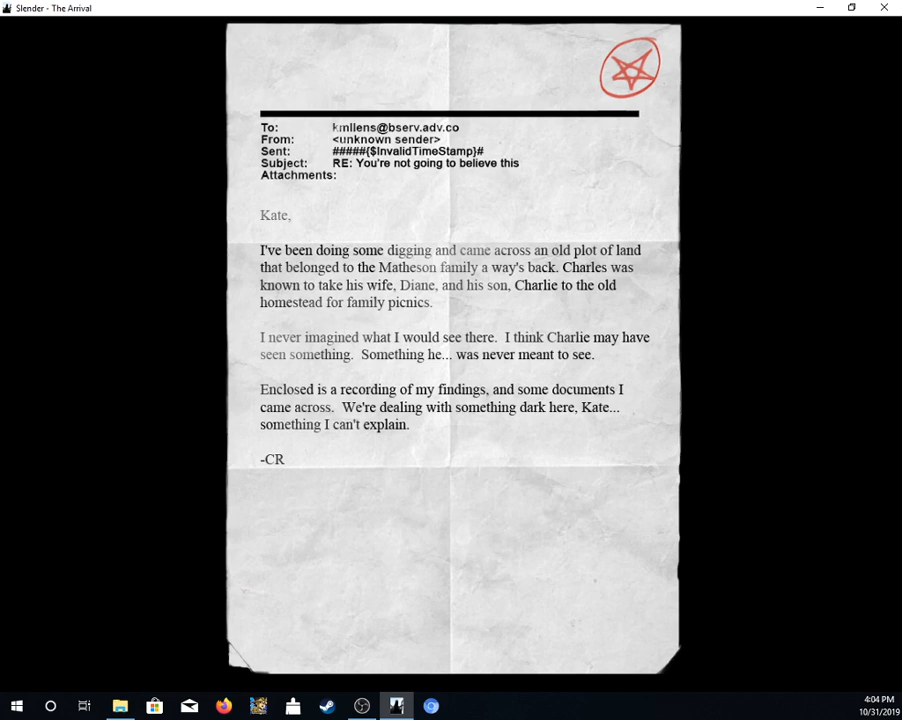 Slender - The Arrival
To: kmilens@bserv.adv.co
From: <unknown sender>
Sent: #####{$InvalidTimeStamp}#
Subject: RE: You're not going to believe this
Attachments:
Kate,
I've been doing some digging and came across an old plot of land
that belonged to the Matheson family a way's back. Charles was
known to take his wife, Diane, and his son, Charlie to the old
homestead for family picnics.
I never imagined what I would see there. I think Charlie may have
seen something. Something he... was never meant to see.
Enclosed is a recording of my findings, and some documents I
came across. We're dealing with something dark here, Kate...
something I can't explain.
-CR
4:04 PM
10/31/2019